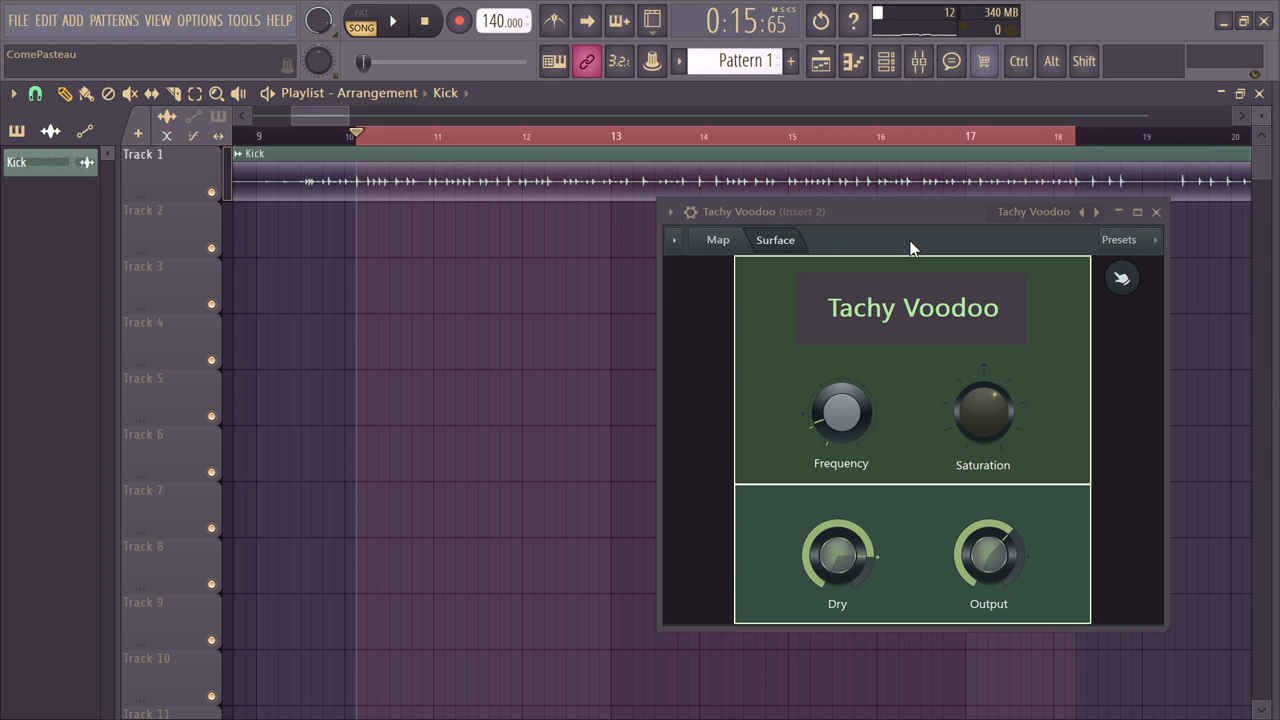 FILE EDIT ADD PATTERNS VIEW OPTIONS TOOLS HELP
PAT
SONG
140.000
M:S:CS
0:15:65
12
340 MB
0
ComePasteau
3.2.
Pattern 1
Ctrl
Alt
Shift
Playlist - Arrangement
Kick
9
10
11
12
13
14
15
16
17
18
19
20
Kick
Track 1
Kick
Track 2
Track 3
Track 4
Track 5
Track 6
Track 7
Track 8
Track 9
Track 10
Track 11
Tachy Voodoo (Insert 2)
Tachy Voodoo
Map
Surface
Presets
Tachy Voodoo
Frequency
Saturation
Dry
Output